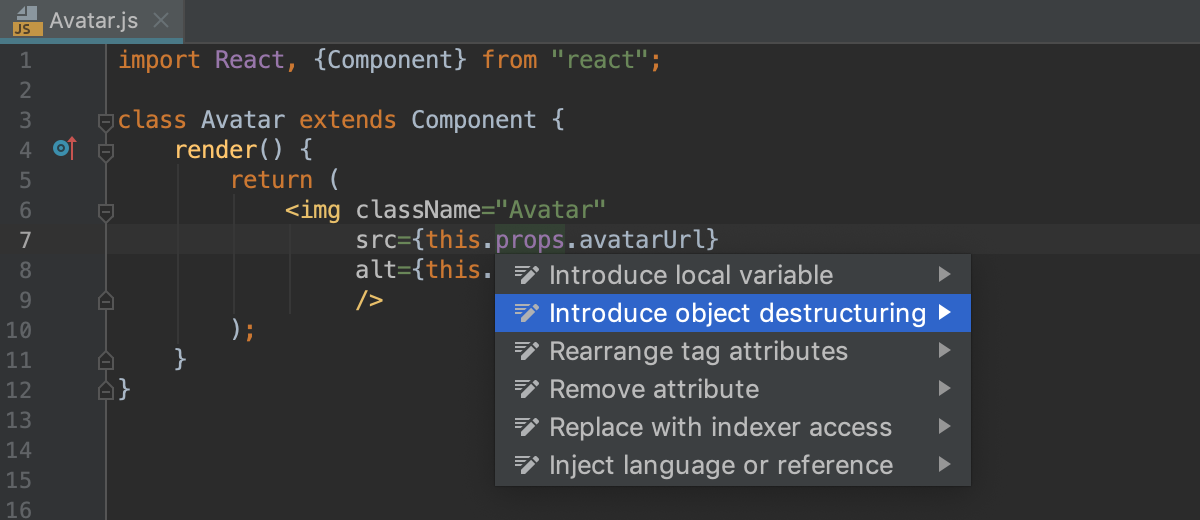 JS Avatar.js
1 import React, {Component} from "react";
2
3 class Avatar extends Component {
4 render() {
5 return (
6 <img className="Avatar"
7 src={this.props.avatarUrl}
8 alt={this.
9 />
10 );
11 }
12 }
13
14
15
16
Introduce local variable
Introduce object destructuring
Rearrange tag attributes
Remove attribute
Replace with indexer access
Inject language or reference